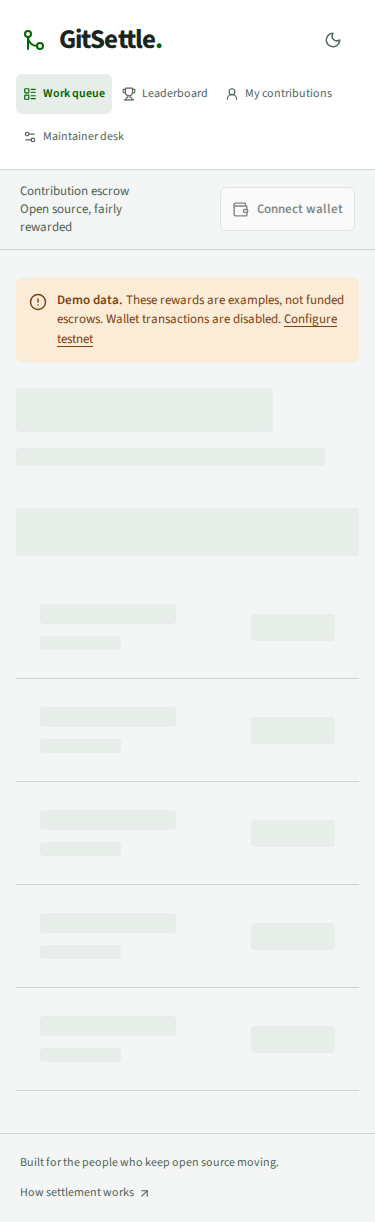 GitSettle.
Work queue
Leaderboard
My contributions
Maintainer desk
Contribution escrow
Open source, fairly
rewarded
Connect wallet
Demo data. These rewards are examples, not funded
escrows. Wallet transactions are disabled. Configure
testnet
Built for the people who keep open source moving.
How settlement works